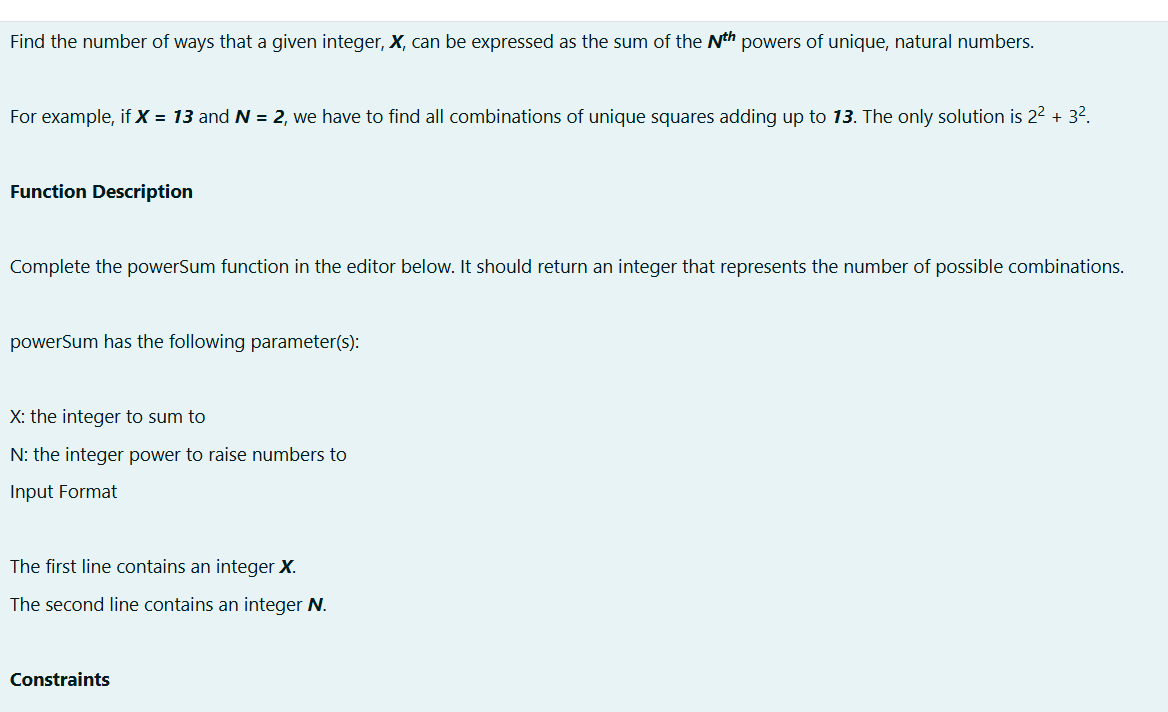 Find the number of ways that a given integer, X, can be expressed as the sum of the Nth powers of unique, natural numbers.
For example, if X = 13 and N = 2, we have to find all combinations of unique squares adding up to 13. The only solution is 2² + 3².
Function Description
Complete the powerSum function in the editor below. It should return an integer that represents the number of possible combinations.
powerSum has the following parameter(s):
X: the integer to sum to
N: the integer power to raise numbers to
Input Format
The first line contains an integer X.
The second line contains an integer N.
Constraints